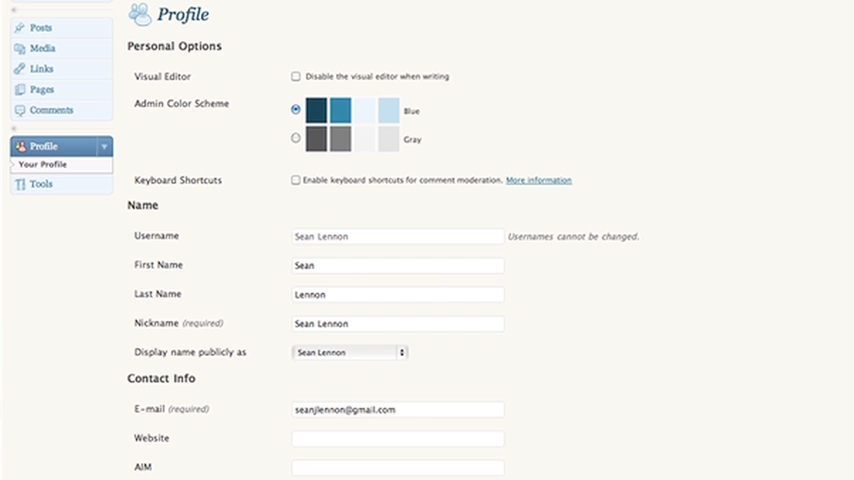 Profile
Posts
Media
Links
Pages
Comments
Profile
Your Profile
Tools
Personal Options
Visual Editor
Disable the visual editor when writing
Admin Color Scheme
Blue
Gray
Keyboard Shortcuts
Enable keyboard shortcuts for comment moderation. More information
Name
Username
Sean Lennon
Usernames cannot be changed.
First Name
Sean
Last Name
Lennon
Nickname (required)
Sean Lennon
Display name publicly as
Sean Lennon
Contact Info
E-mail (required)
seanjlennon@gmail.com
Website
AIM